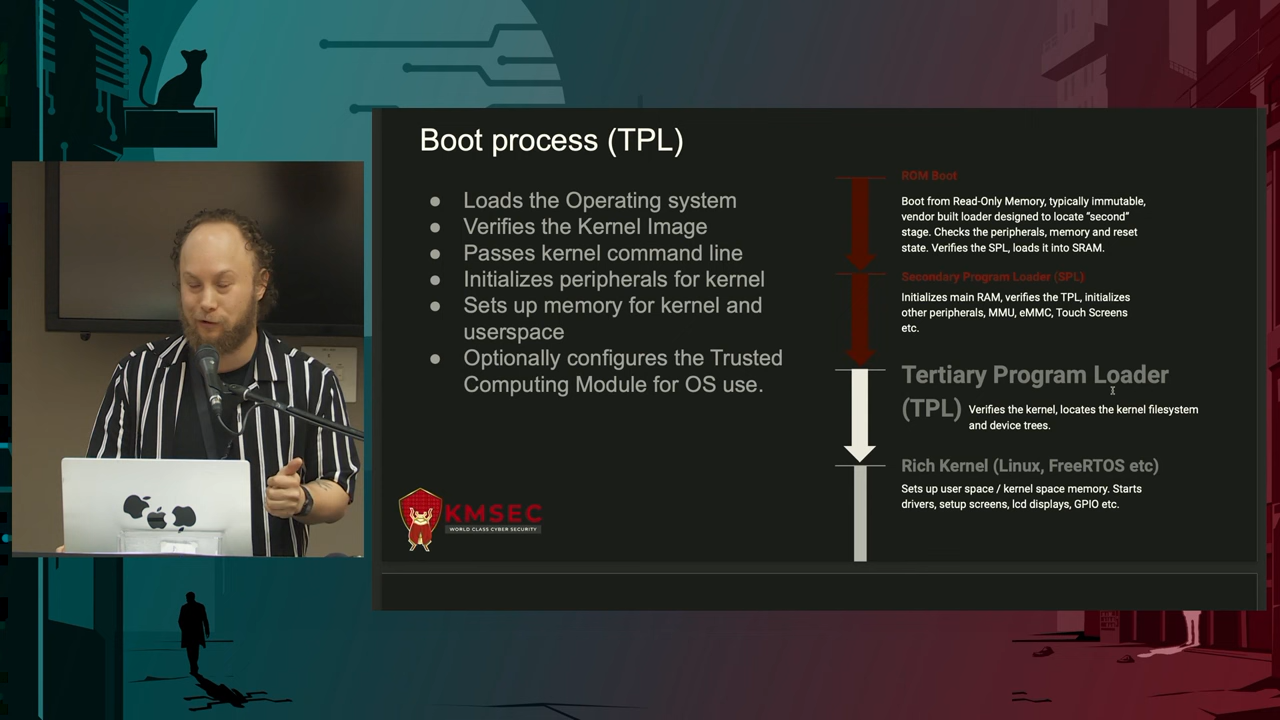 Boot process (TPL)
● Loads the Operating system
● Verifies the Kernel Image
● Passes kernel command line
● Initializes peripherals for kernel
● Sets up memory for kernel and
userspace
● Optionally configures the Trusted
Computing Module for OS use.
KMSEC
WORLD CLASS CYBER SECURITY
ROM Boot
Boot from Read-Only Memory, typically immutable,
vendor built loader designed to locate “second”
stage. Checks the peripherals, memory and reset
state. Verifies the SPL, loads it into SRAM.
Secondary Program Loader (SPL)
Initializes main RAM, verifies the TPL, initializes
other peripherals, MMU, eMMC, Touch Screens
etc.
Tertiary Program Loader
(TPL) Verifies the kernel, locates the kernel filesystem
and device trees.
Rich Kernel (Linux, FreeRTOS etc)
Sets up user space / kernel space memory. Starts
drivers, setup screens, lcd displays, GPIO etc.